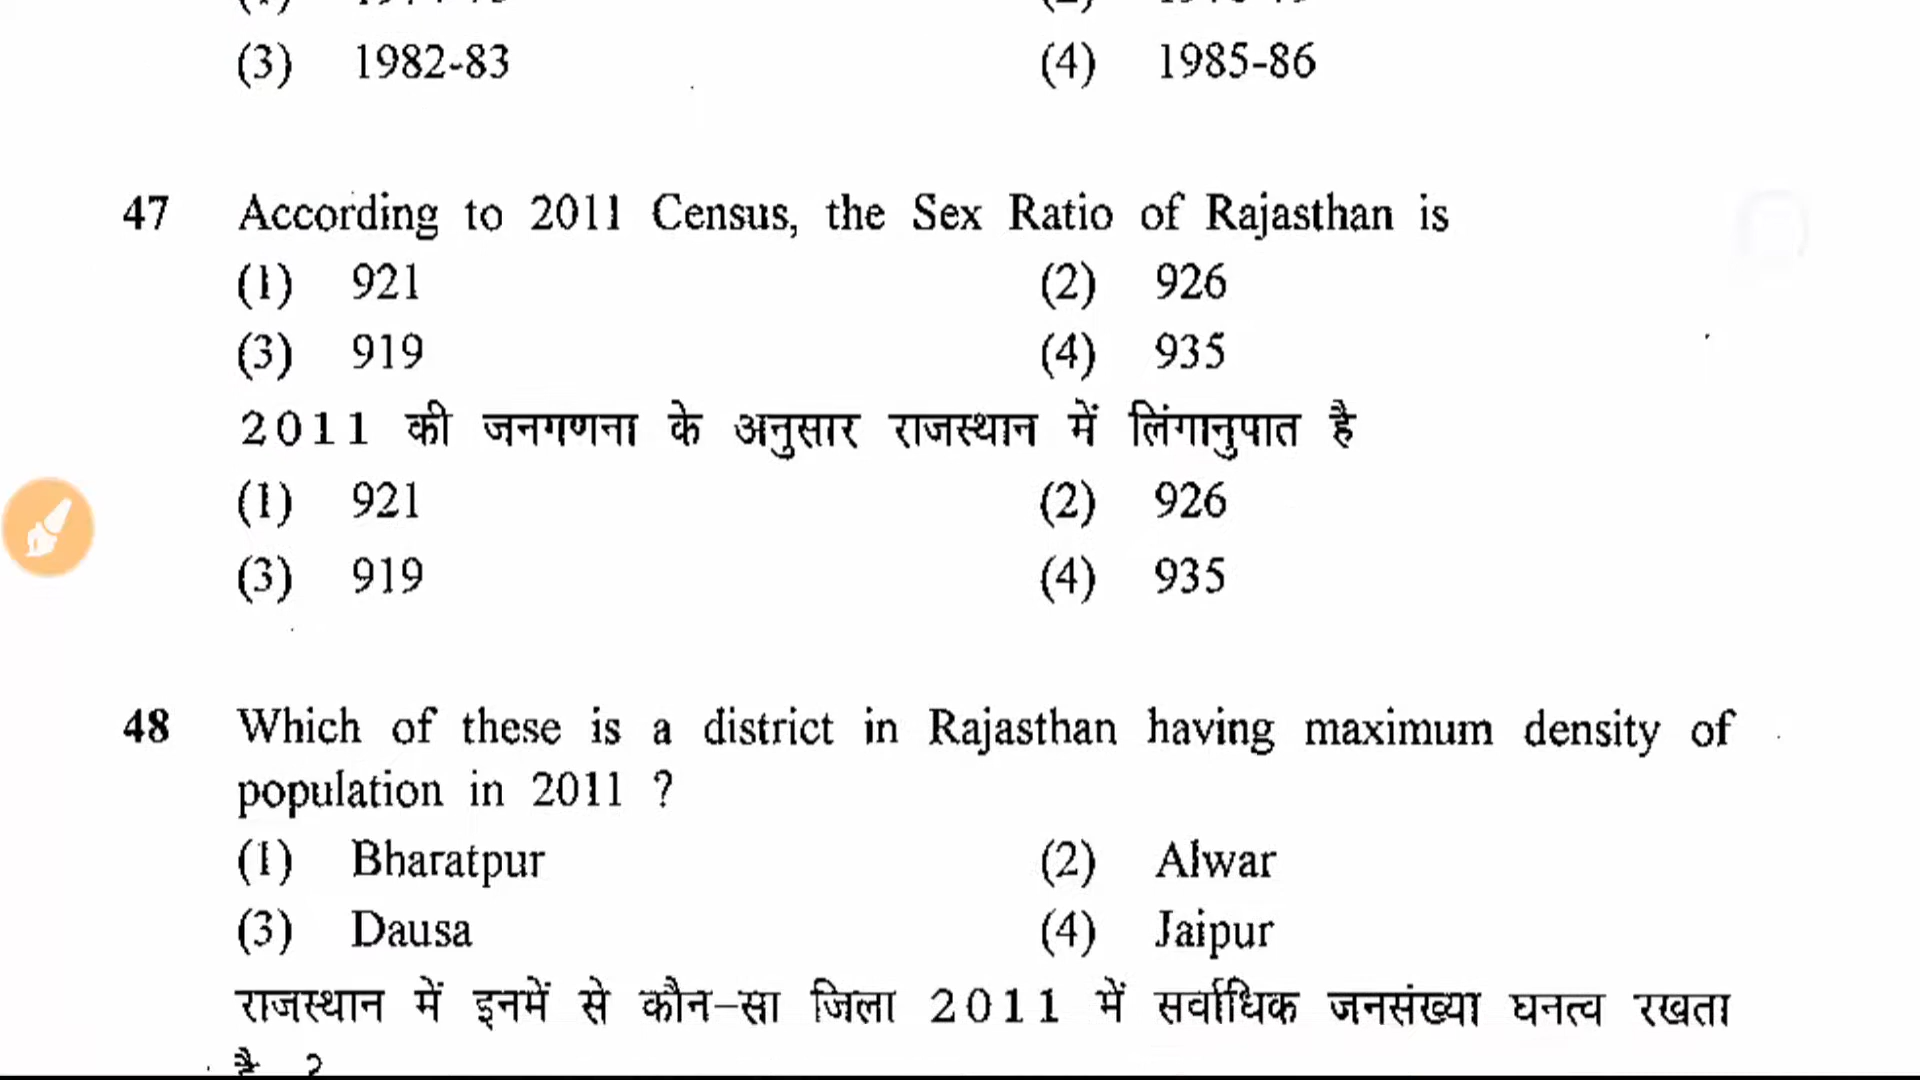 (3) 1982-83 (4) 1985-86
47 According to 2011 Census, the Sex Ratio of Rajasthan is
(1) 921 (2) 926
(3) 919 (4) 935
2011 की जनगणना के अनुसार राजस्थान में लिंगानुपात है
(1) 921 (2) 926
(3) 919 (4) 935
48 Which of these is a district in Rajasthan having maximum density of
population in 2011 ?
(1) Bharatpur (2) Alwar
(3) Dausa (4) Jaipur
राजस्थान में इनमें से कौन-सा जिला 2011 में सर्वाधिक जनसंख्या घनत्व रखता
है ?